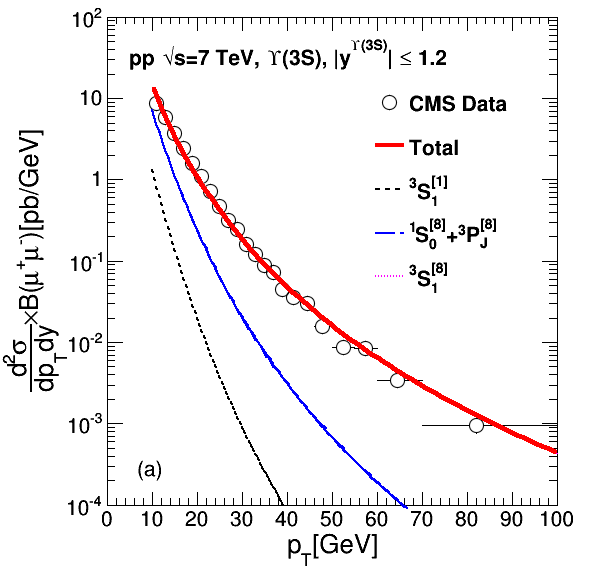 pp √s=7 TeV, ϒ(3S), |y^ϒ(3S)| ≤ 1.2
CMS Data
Total
³S₁^[1]
¹S₀^[8]+³P_J^[8]
³S₁^[8]
d²σ/dp_Tdy×B(μ⁺μ⁻)[pb/GeV]
10²
10
1
10⁻¹
10⁻²
10⁻³
10⁻⁴
(a)
0 10 20 30 40 50 60 70 80 90 100
p_T[GeV]